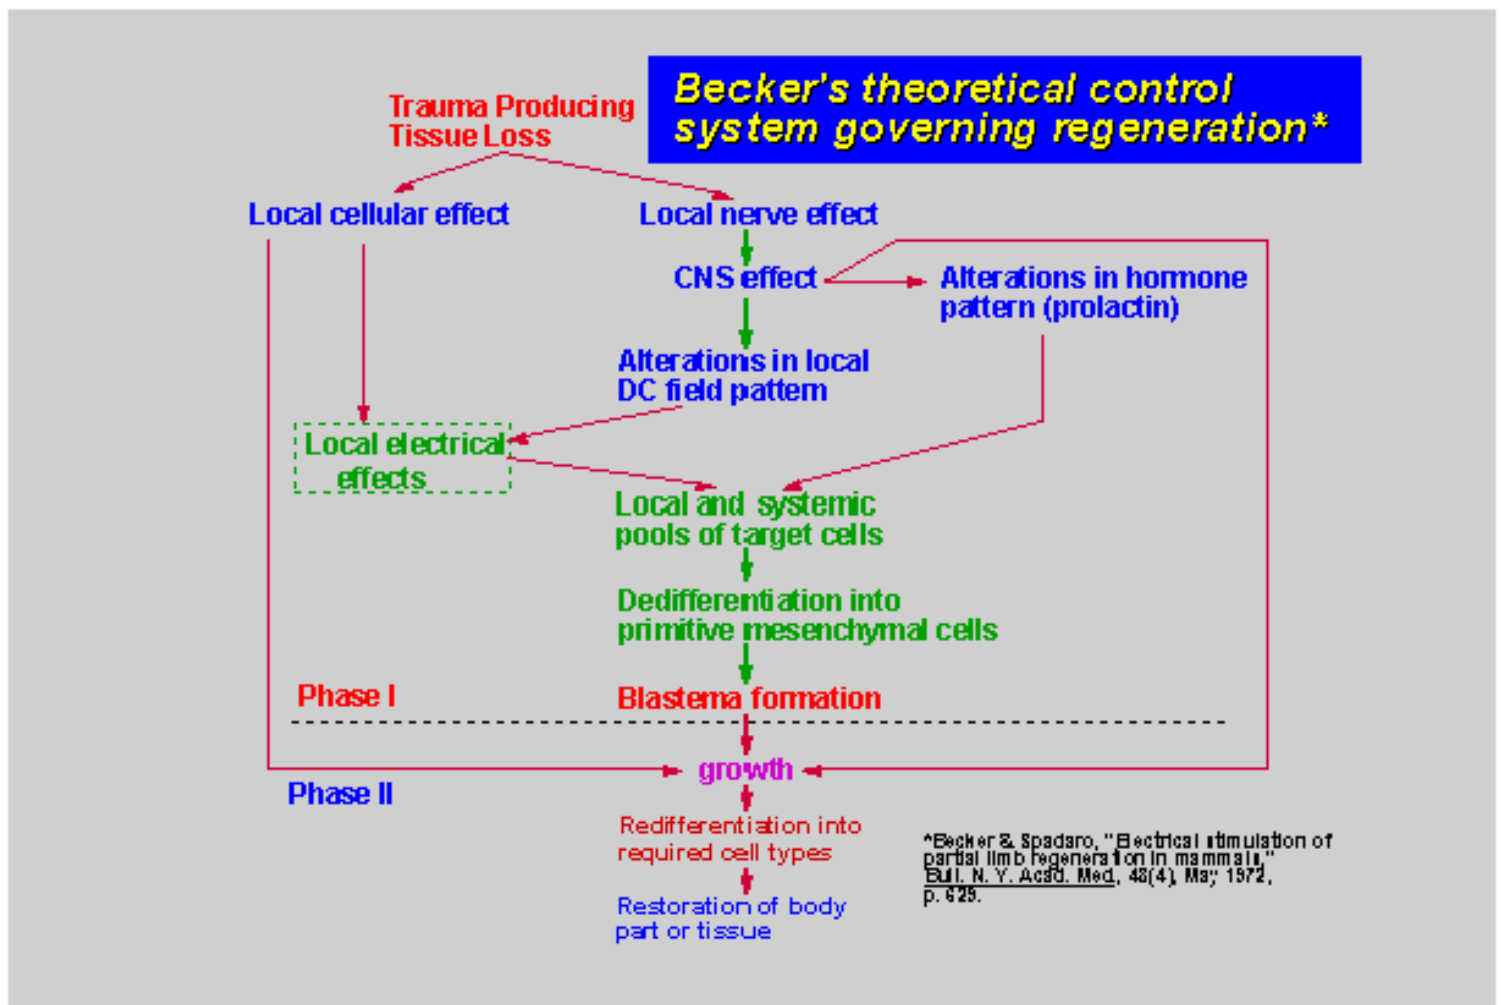 Becker's theoretical control
system governing regeneration*
Trauma Producing
Tissue Loss
Local cellular effect
Local nerve effect
CNS effect
Alterations in hormone
pattern (prolactin)
Alterations in local
DC field pattern
Local electrical
effects
Local and systemic
pools of target cells
Dedifferentiation into
primitive mesenchymal cells
Phase I
Blastema formation
growth
Phase II
Redifferentiation into
required cell types
Restoration of body
part or tissue
*Becker & Spadaro, "Electrical stimulation of
partial limb regeneration in mammals,"
Bull. N. Y. Acad. Med., 48(4), May 1972,
p. 629.